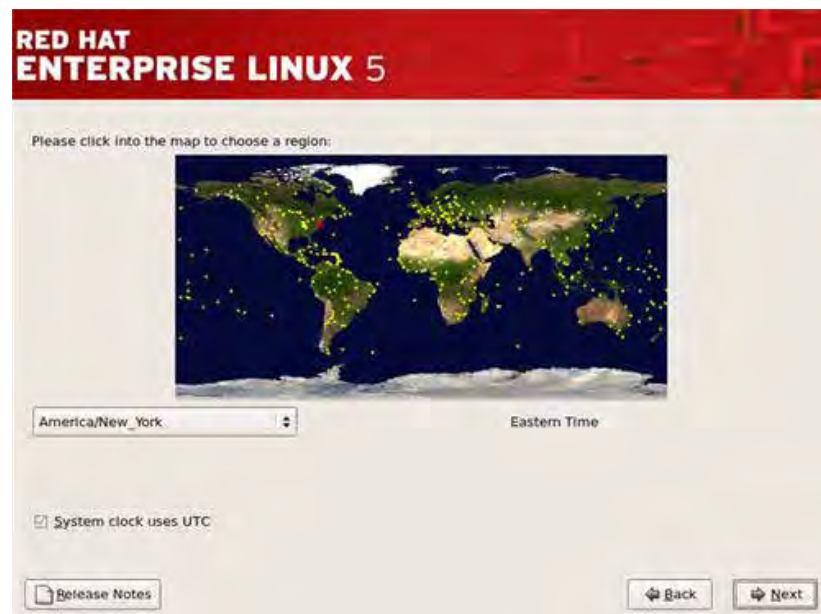 RED HAT
ENTERPRISE LINUX 5
Please click into the map to choose a region:
America/New_York
Eastern Time
System clock uses UTC
Release Notes
Back
Next